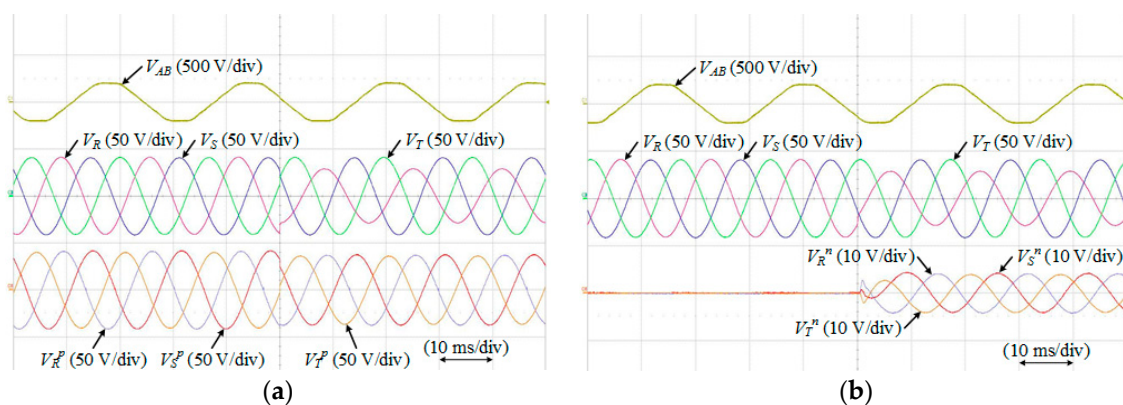 V_AB (500 V/div)
V_R (50 V/div)
V_S (50 V/div)
V_T (50 V/div)
V_R^p (50 V/div)
V_S^p (50 V/div)
V_T^p (50 V/div)
(10 ms/div)
(a)
V_AB (500 V/div)
V_R (50 V/div)
V_S (50 V/div)
V_T (50 V/div)
V_R^n (10 V/div)
V_S^n (10 V/div)
V_T^n (10 V/div)
(10 ms/div)
(b)